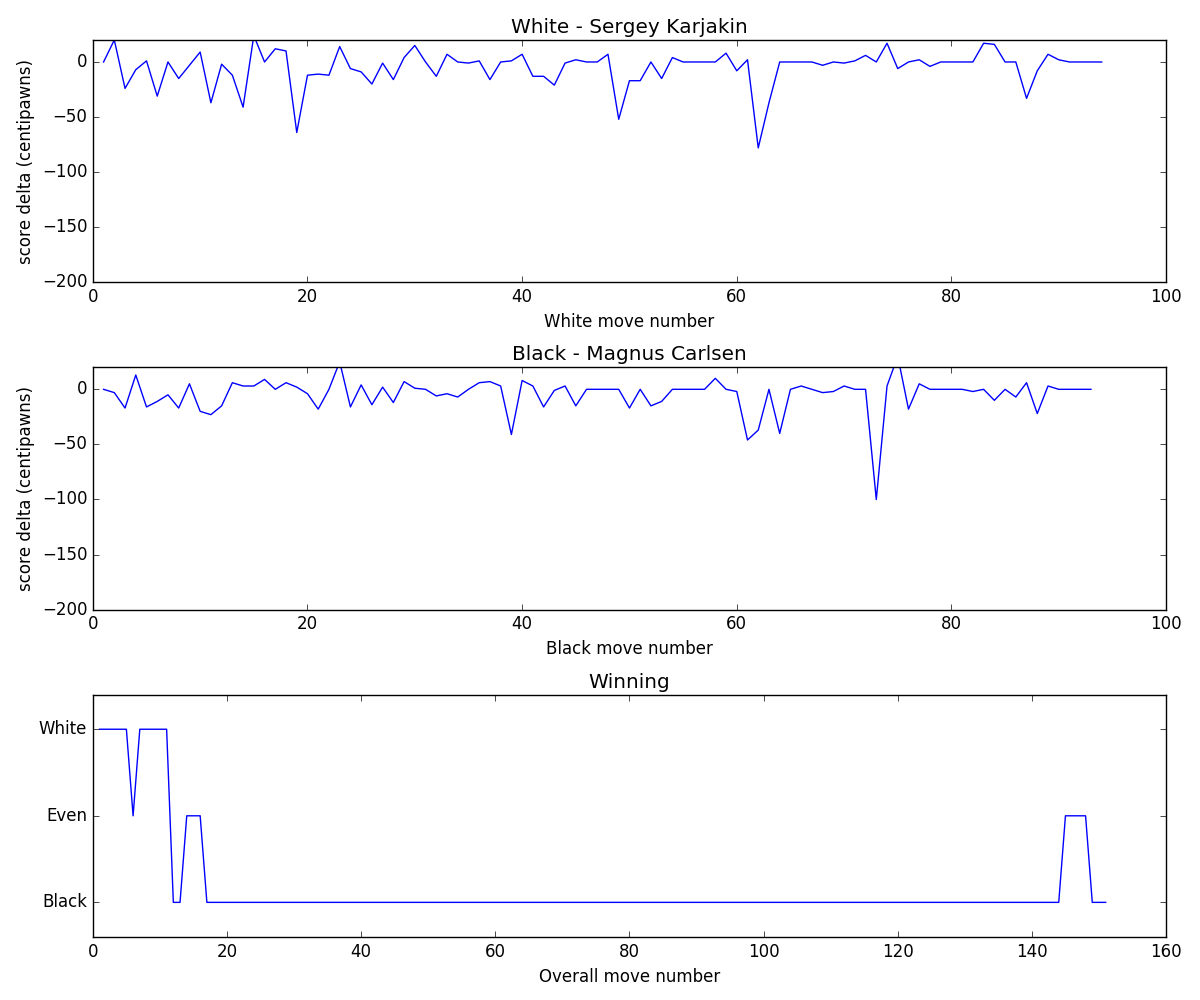 White - Sergey Karjakin
score delta (centipawns)
0
−50
−100
−150
−200
0 20 40 60 80 100
White move number
Black - Magnus Carlsen
score delta (centipawns)
0
−50
−100
−150
−200
0 20 40 60 80 100
Black move number
Winning
White
Even
Black
0 20 40 60 80 100 120 140 160
Overall move number